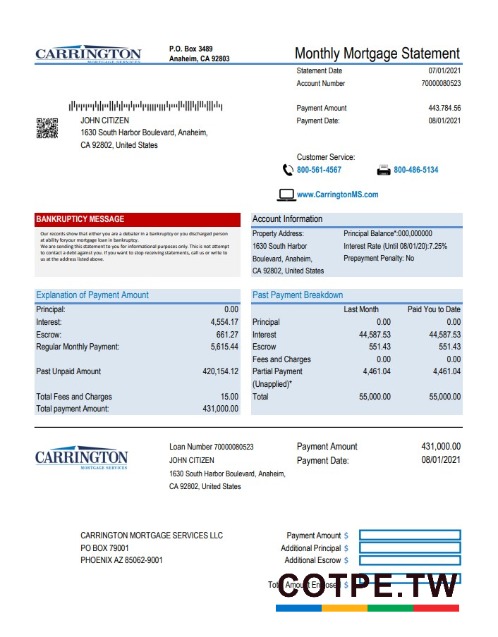 CARRINGTON
MORTGAGE SERVICES
P.O. Box 3489
Anaheim, CA 92803
Monthly Mortgage Statement
Statement Date 07/01/2021
Account Number 70000080523
Payment Amount 443.784.56
Payment Date: 08/01/2021
JOHN CITIZEN
1630 South Harbor Boulevard, Anaheim,
CA 92802, United States
Customer Service:
800-561-4567 800-486-5134
www.CarringtonMS.com
BANKRUPTICY MESSAGE
Our records show that either you are a debator in a bankruptcy or you discharged person
at ability foryour mortgage loan in bankruptcy.
We are sending this statement to you for informational purposes only. This is not attempt
to contact a debt against you. If you want to stop receiving statements, call us or write to
us at the address listed above.
Account Information
Property Address:
1630 South Harbor
Boulevard, Anaheim,
CA 92802, United States
Principal Balance*:000,000000
Interest Rate (Until 08/01/20):7.25%
Prepayment Penalty: No
Explanation of Payment Amount
Principal: 0.00
Interest: 4,554.17
Escrow: 661.27
Regular Monthly Payment: 5,615.44
Past Unpaid Amount 420,154.12
Total Fees and Charges 15.00
Total payment Amount: 431,000.00
Past Payment Breakdown
Last Month Paid You to Date
Principal 0.00 0.00
Interest 44,587.53 44,587.53
Escrow 551.43 551.43
Fees and Charges 0.00 0.00
Partial Payment 4,461.04 4,461.04
(Unapplied)*
Total 55,000.00 55,000.00
CARRINGTON
MORTGAGE SERVICES
Loan Number 70000080523
JOHN CITIZEN
1630 South Harbor Boulevard, Anaheim,
CA 92802, United States
Payment Amount 431,000.00
Payment Date: 08/01/2021
CARRINGTON MORTGAGE SERVICES LLC
PO BOX 79001
PHOENIX AZ 85062-9001
Payment Amount $
Additional Principal $
Additional Escrow $
Total Amount Enclosed $
COTPE.TW